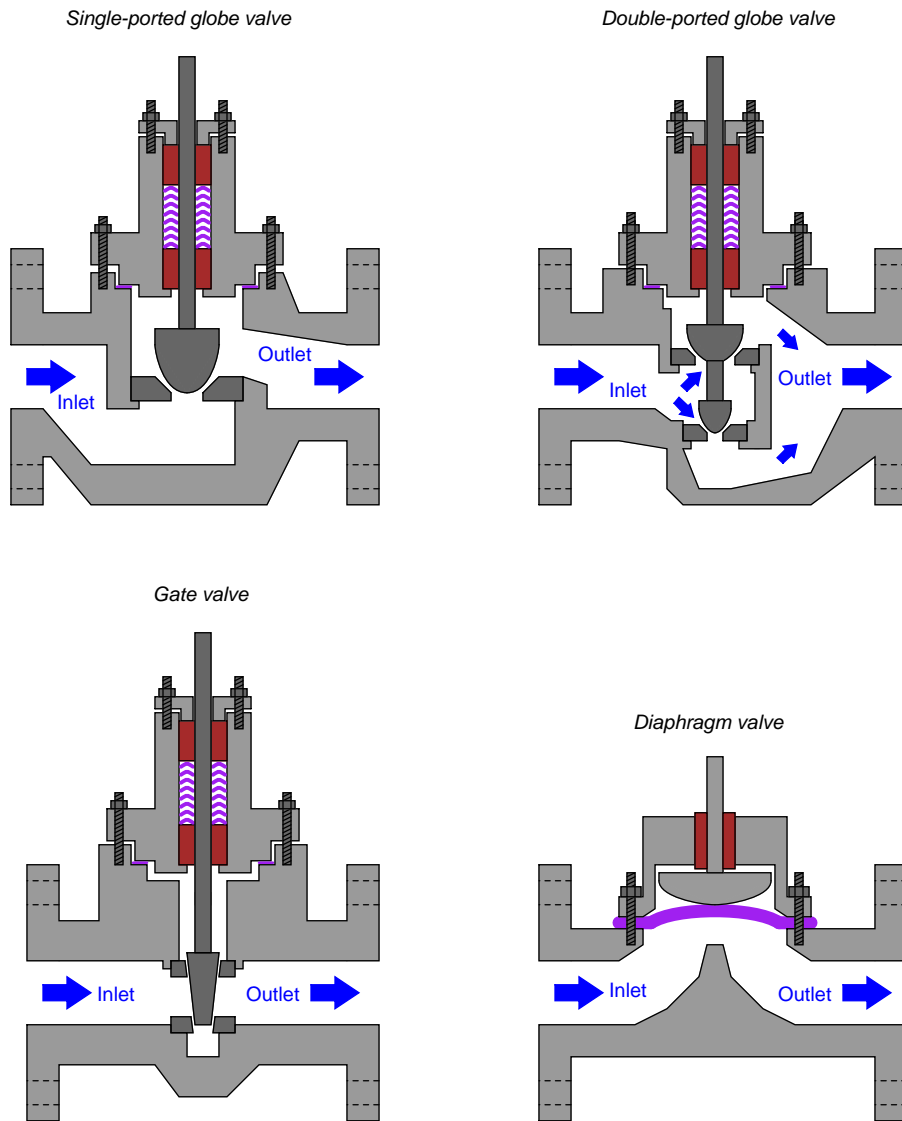 Single-ported globe valve
Double-ported globe valve
Outlet
Inlet
Inlet
Outlet
Gate valve
Diaphragm valve
Inlet
Outlet
Inlet
Outlet